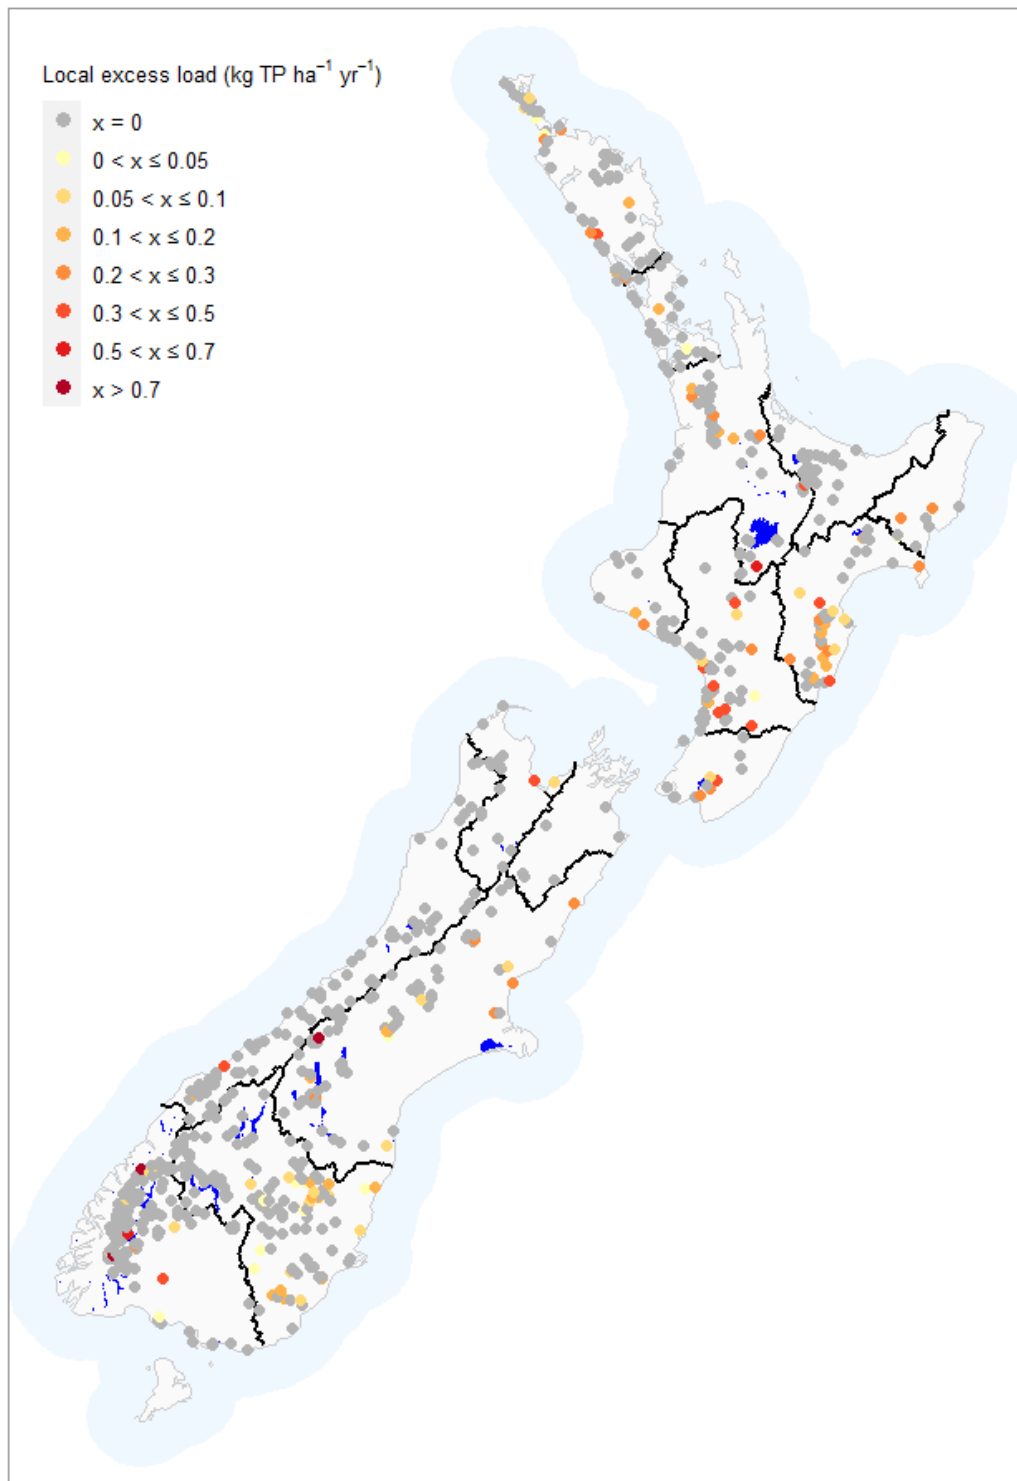 Local excess load (kg TP ha⁻¹ yr⁻¹)
x = 0
0 < x ≤ 0.05
0.05 < x ≤ 0.1
0.1 < x ≤ 0.2
0.2 < x ≤ 0.3
0.3 < x ≤ 0.5
0.5 < x ≤ 0.7
x > 0.7